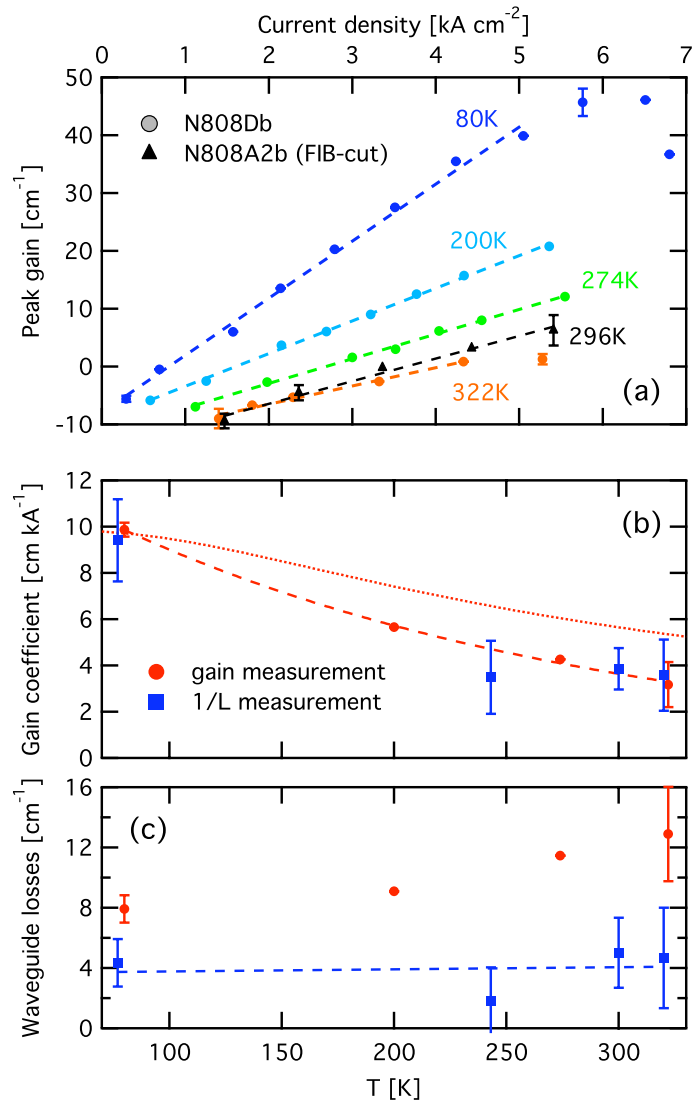 Current density [kA cm-2]
0 1 2 3 4 5 6 7
50
40
30
20
10
0
-10
Peak gain [cm-1]
N808Db
N808A2b (FIB-cut)
80K
200K
274K
296K
322K
(a)
12
10
8
6
4
2
0
Gain coefficient [cm kA-1]
(b)
gain measurement
1/L measurement
16
12
8
4
0
Waveguide losses [cm-1]
(c)
100 150 200 250 300
T [K]